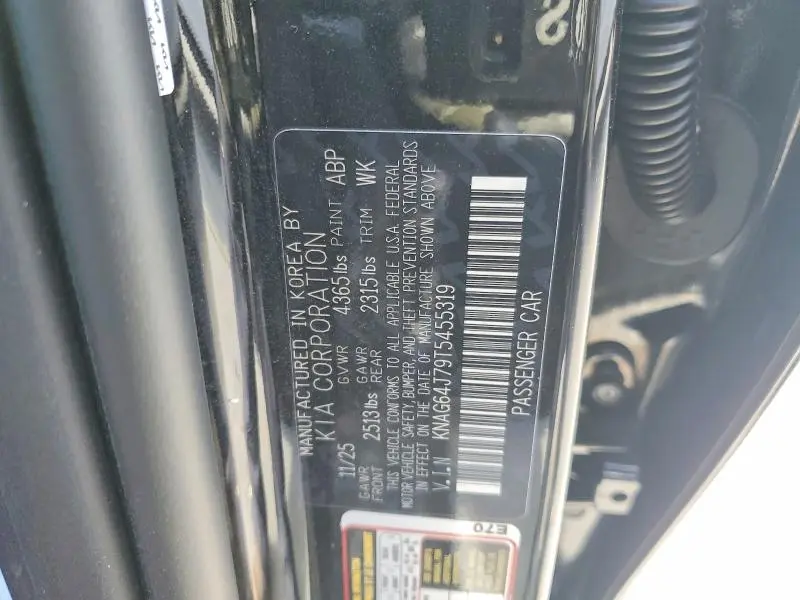 MANUFACTURED IN KOREA BY
KIA CORPORATION
11/25 GVWR 4365lbs PAINT ABP
GAWR FRONT 2513lbs GAWR REAR 2315lbs TRIM WK
THIS VEHICLE CONFORMS TO ALL APPLICABLE U.S.A. FEDERAL
MOTOR VEHICLE SAFETY, BUMPER, AND THEFT PREVENTION STANDARDS
IN EFFECT ON THE DATE OF MANUFACTURE SHOWN ABOVE
V.I.N KNAG64J79T5455319
PASSENGER CAR
E70